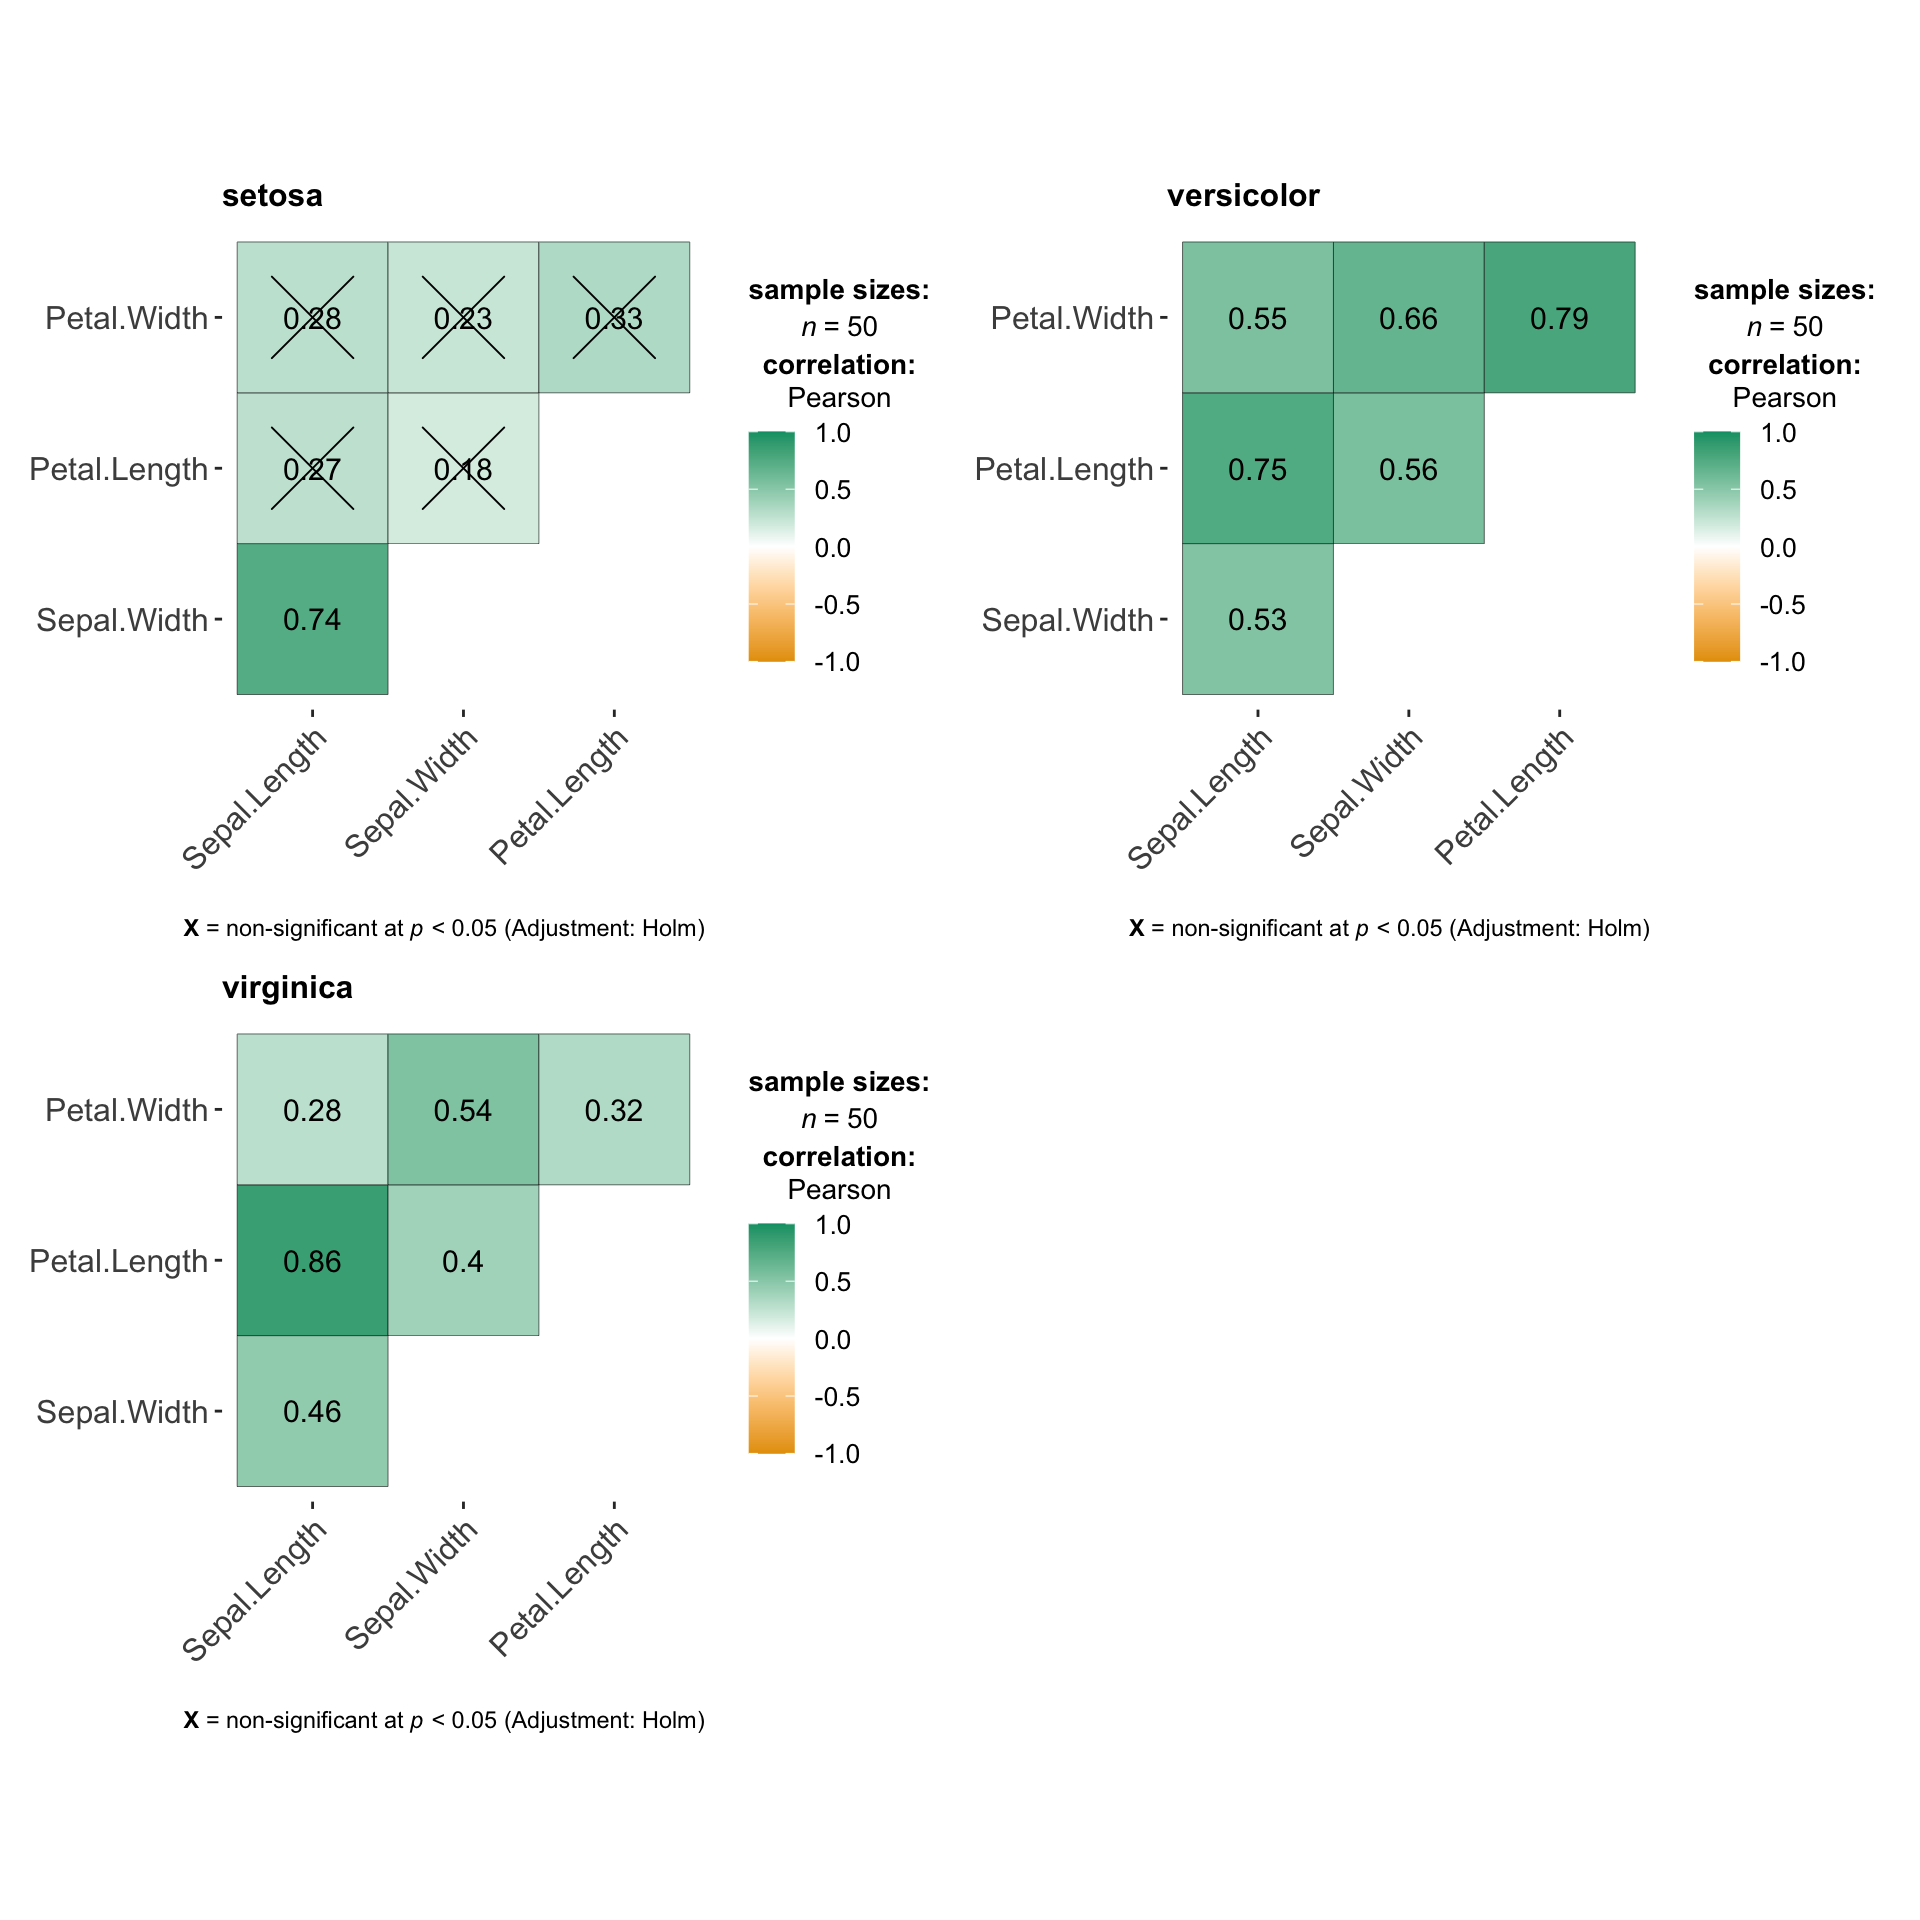 setosa
Petal.Width
0.28 0.23 0.33
Petal.Length
0.27 0.18
Sepal.Width
0.74
Sepal.Length
Sepal.Width
Petal.Length
sample sizes:
n = 50
correlation:
Pearson
1.0
0.5
0.0
-0.5
-1.0
X = non-significant at p < 0.05 (Adjustment: Holm)
versicolor
Petal.Width
0.55 0.66 0.79
Petal.Length
0.75 0.56
Sepal.Width
0.53
Sepal.Length
Sepal.Width
Petal.Length
sample sizes:
n = 50
correlation:
Pearson
1.0
0.5
0.0
-0.5
-1.0
X = non-significant at p < 0.05 (Adjustment: Holm)
virginica
Petal.Width
0.28 0.54 0.32
Petal.Length
0.86 0.4
Sepal.Width
0.46
Sepal.Length
Sepal.Width
Petal.Length
sample sizes:
n = 50
correlation:
Pearson
1.0
0.5
0.0
-0.5
-1.0
X = non-significant at p < 0.05 (Adjustment: Holm)